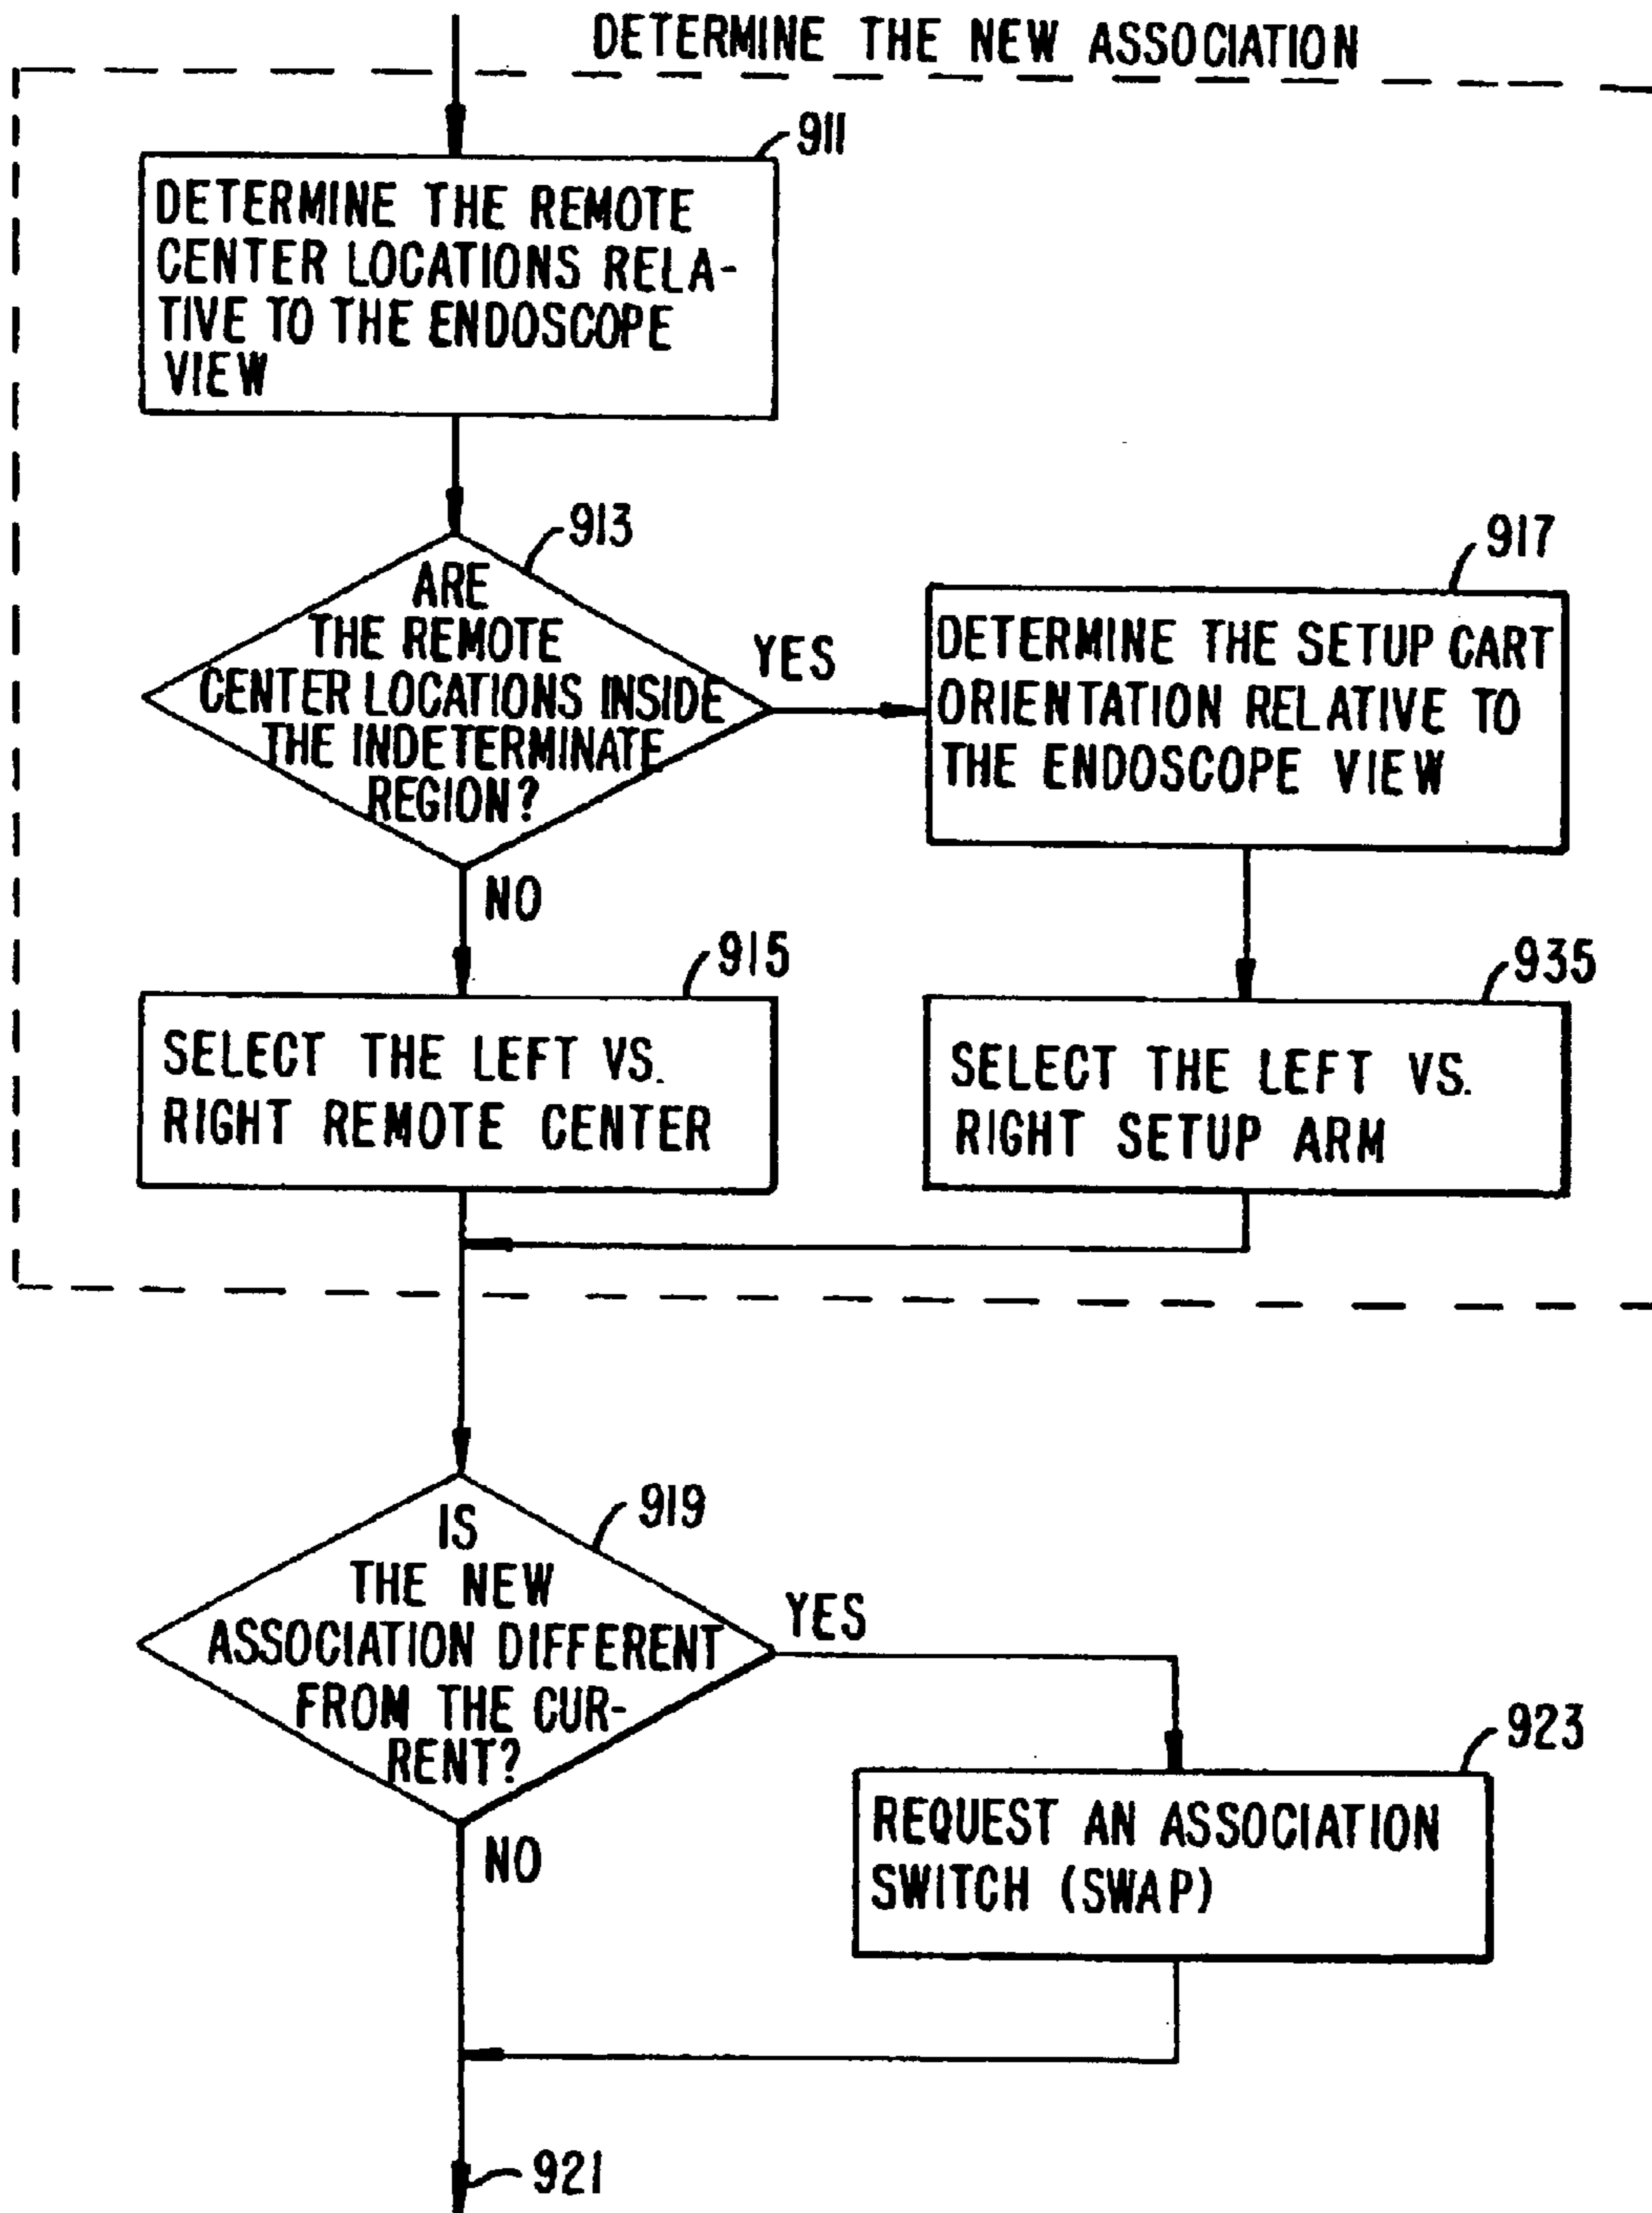 DETERMINE THE NEW ASSOCIATION
911
DETERMINE THE REMOTE
CENTER LOCATIONS RELA-
TIVE TO THE ENDOSCOPE
VIEW
913
ARE
THE REMOTE
CENTER LOCATIONS INSIDE
THE INDETERMINATE
REGION?
YES
917
DETERMINE THE SETUP CART
ORIENTATION RELATIVE TO
THE ENDOSCOPE VIEW
NO
915
SELECT THE LEFT VS.
RIGHT REMOTE CENTER
935
SELECT THE LEFT VS.
RIGHT SETUP ARM
919
IS
THE NEW
ASSOCIATION DIFFERENT
FROM THE CUR-
RENT?
YES
923
REQUEST AN ASSOCIATION
SWITCH (SWAP)
NO
921